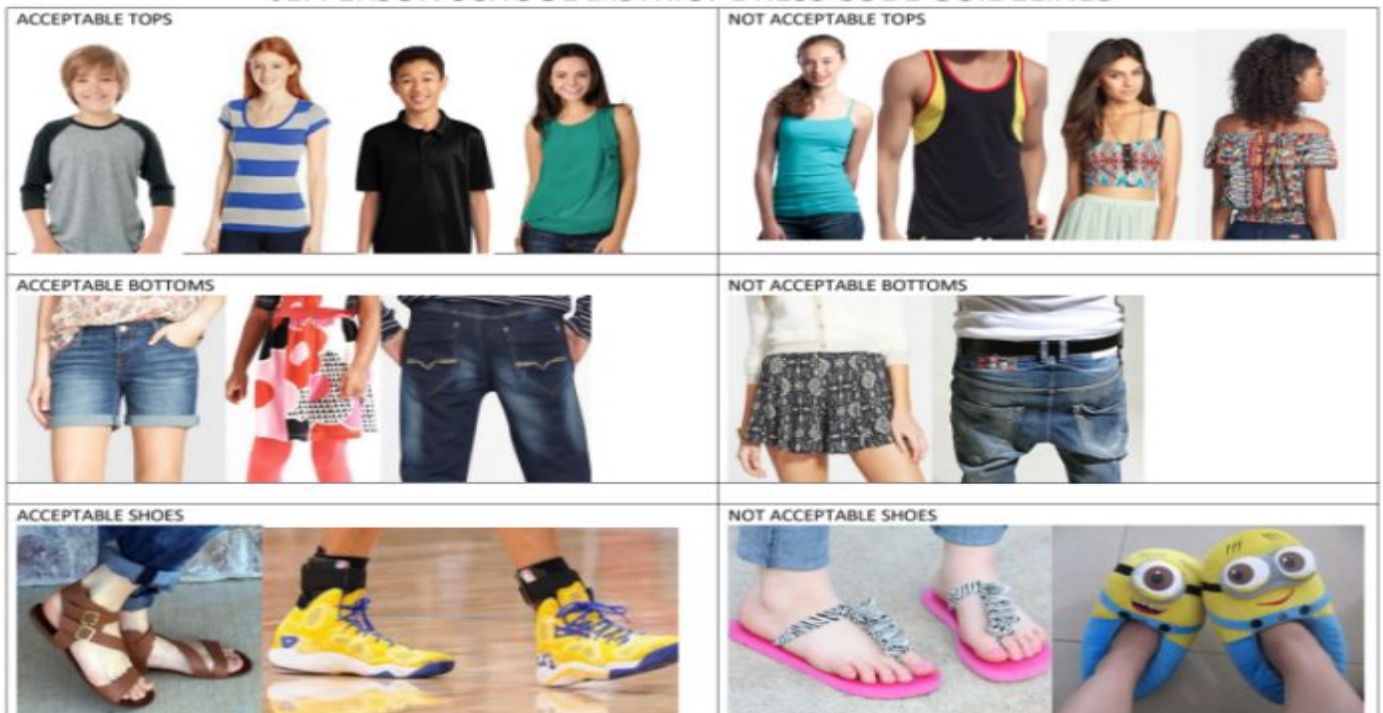 ACCEPTABLE TOPS
NOT ACCEPTABLE TOPS
ACCEPTABLE BOTTOMS
NOT ACCEPTABLE BOTTOMS
ACCEPTABLE SHOES
NOT ACCEPTABLE SHOES